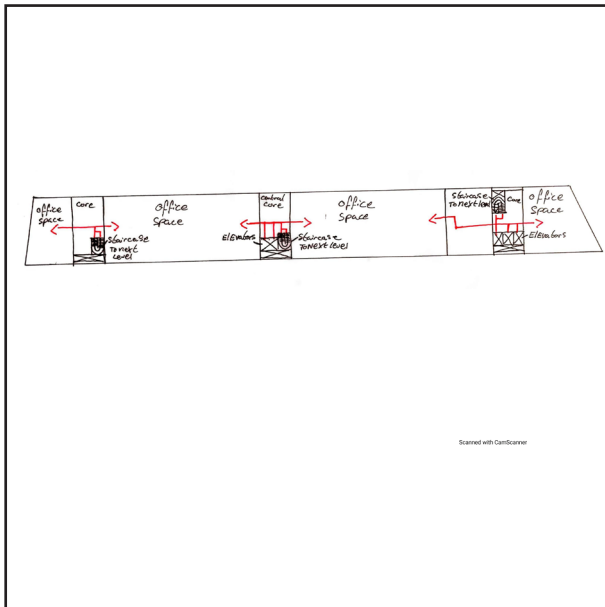 office
space
Core
office
space
Staircase
To next
Level
Central
Core
Elevators
Staircase
To Next level
office
space
Staircase
To next level
Core
office
space
Elevators
Scanned with CamScanner